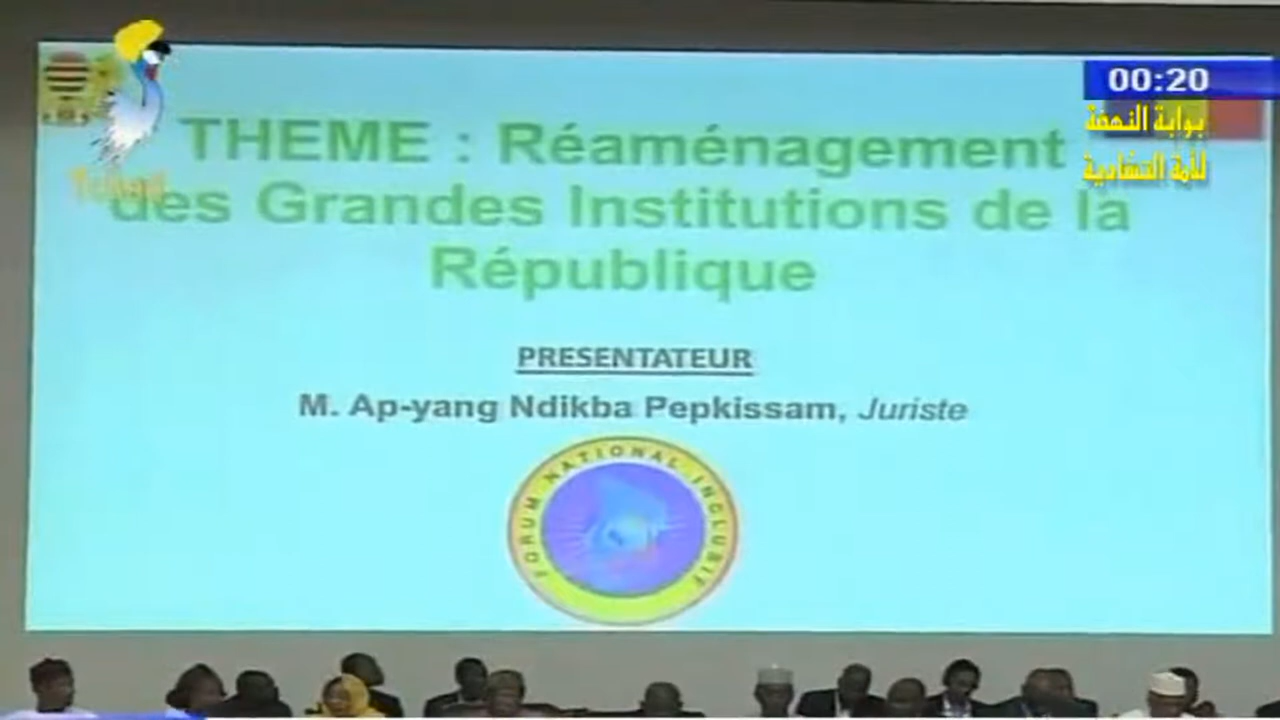 00:20
بوابة النهضة
للأمة التشادية
Tchad
THEME : Réaménagement
des Grandes Institutions de la
République
PRESENTATEUR
M. Ap-yang Ndikba Pepkissam, Juriste
FORUM NATIONAL INCLUSIF